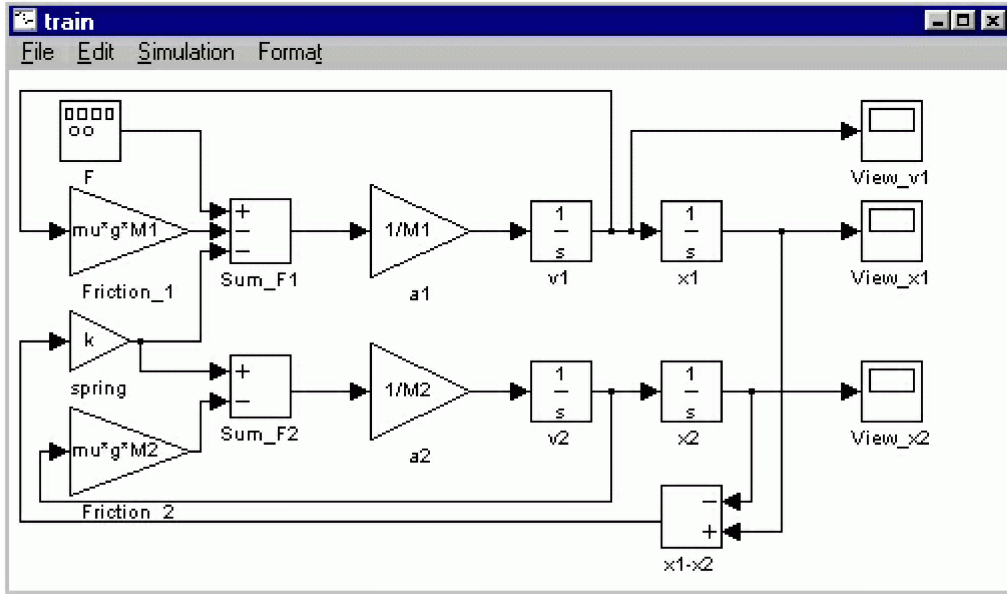 train
File Edit Simulation Format
F
View_v1
mu*g*M1
+
−
−
1/M1
1
s
1
s
Friction_1
Sum_F1
a1
v1
x1
View_x1
k
spring
+
−
1/M2
1
s
1
s
mu*g*M2
Sum_F2
a2
v2
x2
View_x2
Friction_2
−
+
x1-x2